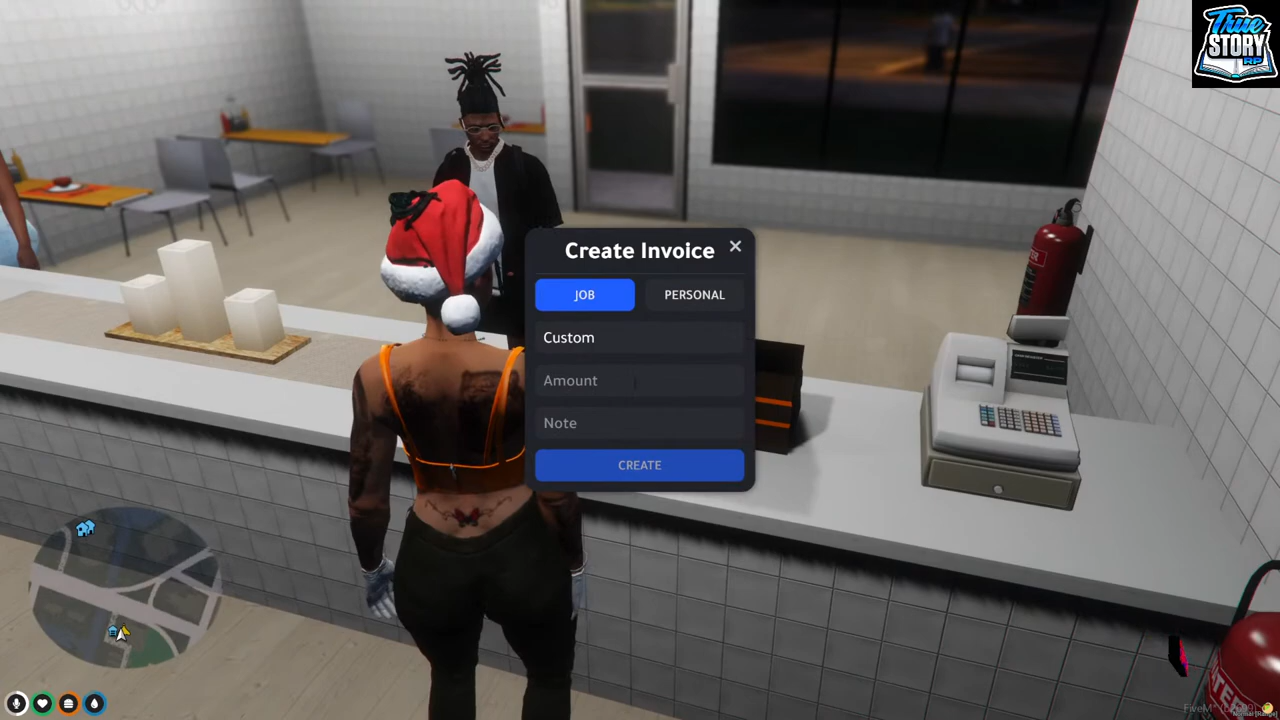 True
STORY
RP
Create Invoice
JOB
PERSONAL
Custom
Amount
Note
CREATE